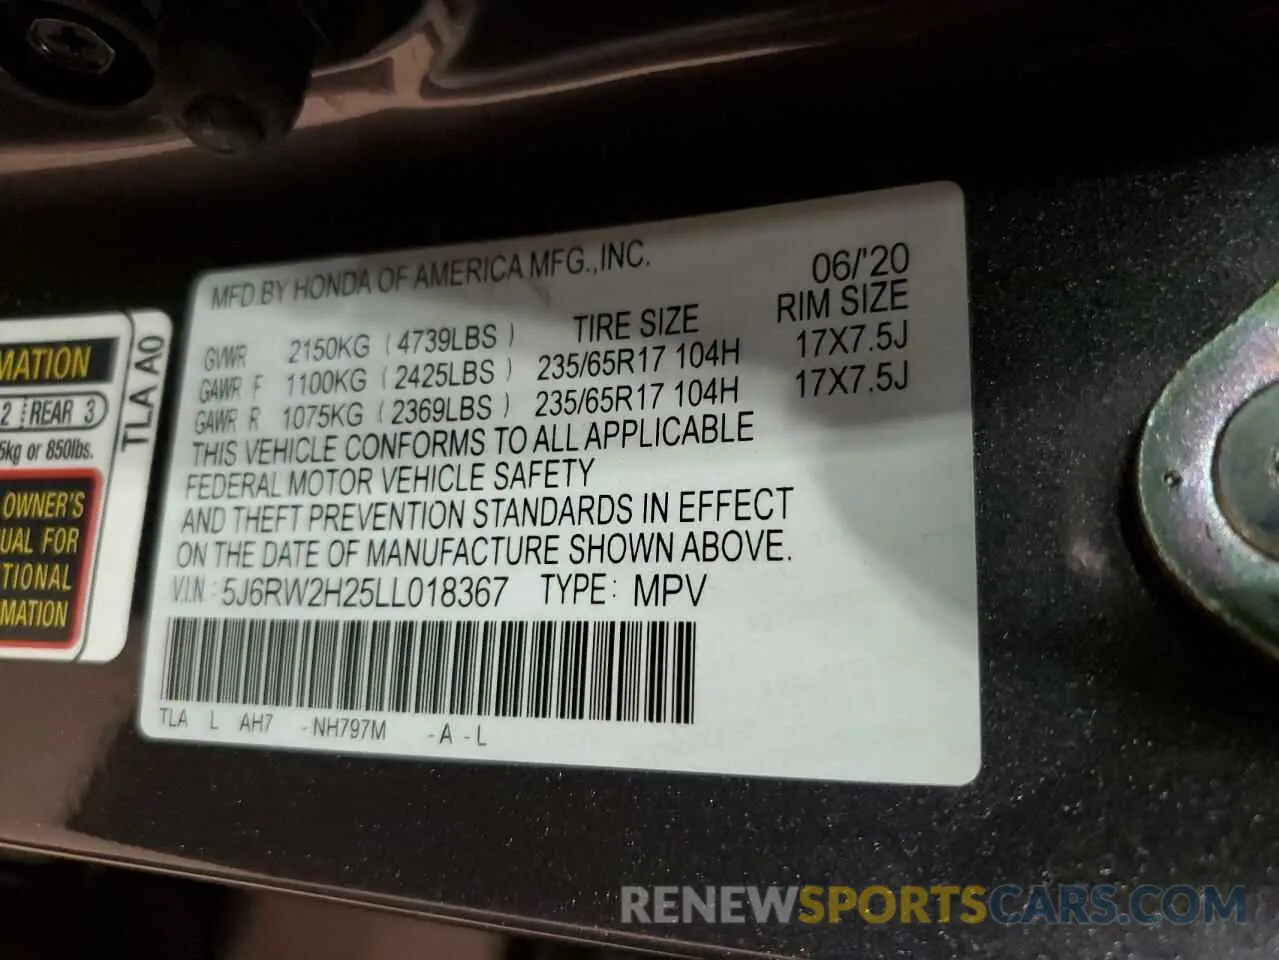 MATION
2 REAR 3
5kg or 850lbs.
OWNER'S
UAL FOR
TIONAL
MATION
TLA A0
MFD BY HONDA OF AMERICA MFG.,INC. 06/'20
TIRE SIZE RIM SIZE
GVWR 2150KG ( 4739LBS )
GAWR F 1100KG ( 2425LBS ) 235/65R17 104H 17X7.5J
GAWR R 1075KG ( 2369LBS ) 235/65R17 104H 17X7.5J
THIS VEHICLE CONFORMS TO ALL APPLICABLE
FEDERAL MOTOR VEHICLE SAFETY
AND THEFT PREVENTION STANDARDS IN EFFECT
ON THE DATE OF MANUFACTURE SHOWN ABOVE.
V.I.N.: 5J6RW2H25LL018367 TYPE: MPV
TLA L AH7 -NH797M -A -L
RENEWSPORTSCARS.COM